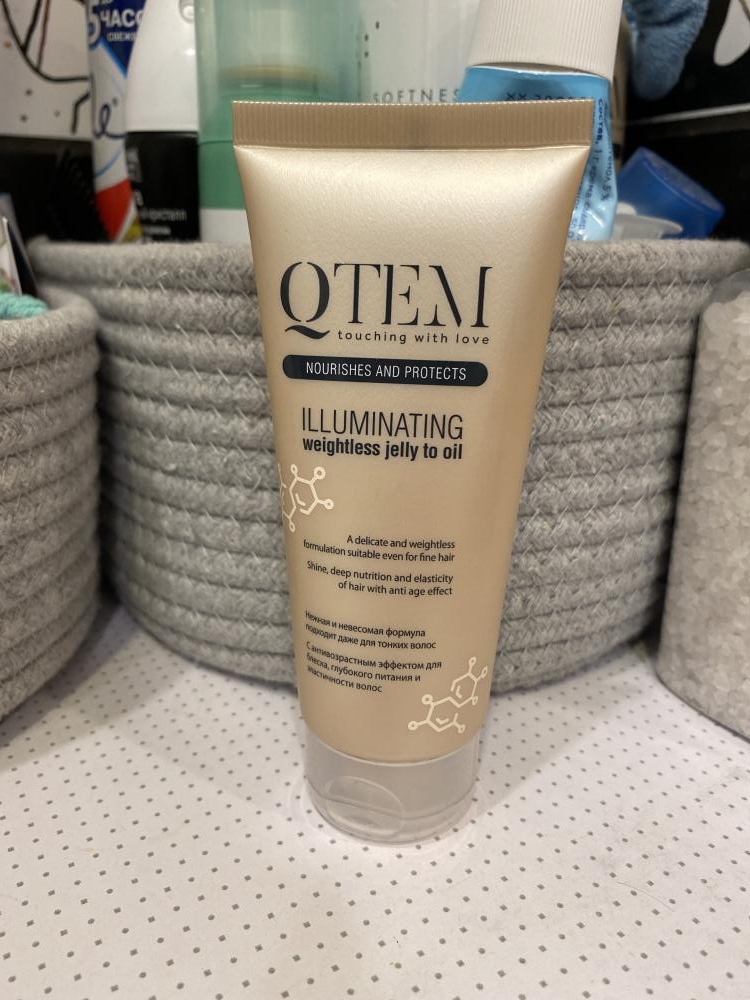 ЧАСО
SOFTNES
QTEM
touching with love
NOURISHES AND PROTECTS
ILLUMINATING
weightless jelly to oil
A delicate and weightless
formulation suitable even for fine hair
Shine, deep nutrition and elasticity
of hair with anti age effect
Нежная и невесомая формула
подходит даже для тонких волос
С антивозрастным эффектом для
блеска, глубокого питания и
эластичности волос